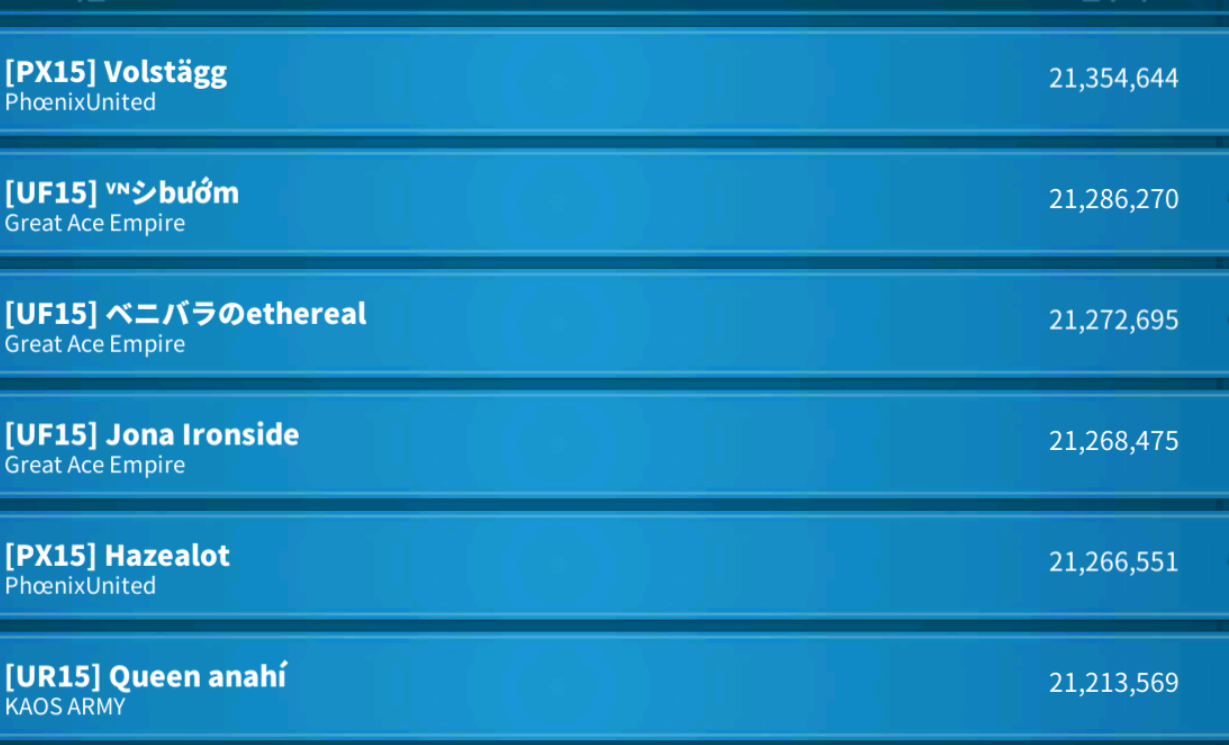 [PX15] Volstägg
PhœnixUnited
21,354,644
[UF15] ⱽᴺシbướm
Great Ace Empire
21,286,270
[UF15] ベニバラのethereal
Great Ace Empire
21,272,695
[UF15] Jona Ironside
Great Ace Empire
21,268,475
[PX15] Hazealot
PhœnixUnited
21,266,551
[UR15] Queen anahí
KAOS ARMY
21,213,569